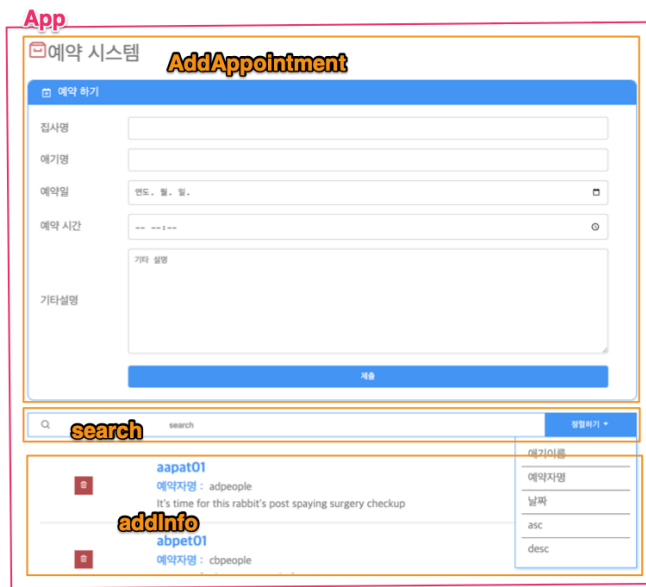 App
예약 시스템
AddAppointment
예약 하기
집사명
애기명
예약일
연도. 월. 일.
예약 시간
-- --:--
기타 설명
기타설명
제출
search
search
정렬하기
애기이름
예약자명
날짜
asc
desc
aapat01
예약자명 : adpeople
It's time for this rabbit's post spaying surgery checkup
addInfo
abpet01
예약자명 : cbpeople